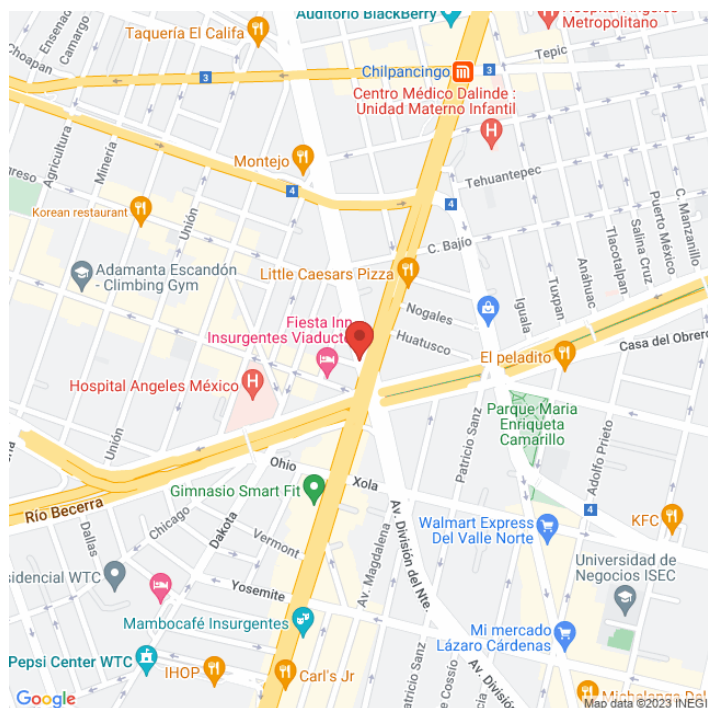 Auditorio BlackBerry
Hospital Angeles
Metropolitano
Taquería El Califa
Ensenada
Camargo
Choapan
3
Chilpancingo
3
Tepic
Centro Médico Dalinde :
Unidad Materno Infantil
Agricultura
Minería
Montejo
Tehuantepec
4
4
Korean restaurant
Unión
C. Bajío
C. Manzanillo
Puerto México
Salina Cruz
Tlacotalpan
Anáhuac
Tuxpan
Iguala
Adamanta Escandón
- Climbing Gym
Little Caesars Pizza
Nogales
Huatusco
Fiesta Inn
Insurgentes Viaducto
Casa del Obrero
El peladito
Hospital Angeles México
Parque Maria
Enriqueta
Camarillo
Unión
Patricio Sanz
Adolfo Prieto
Ohio
Xola
Gimnasio Smart Fit
Río Becerra
Chicago
Dakota
Dallas
Vermont
Av. División del Nte.
Walmart Express
Del Valle Norte
4
KFC
Universidad de
Negocios ISEC
sidencial WTC
Yosemite
Av. Magdalena
Mambocafé Insurgentes
Mi mercado
Lázaro Cárdenas
Pepsi Center WTC
IHOP
Carl's Jr
Patricio Sanz
Av. División
Google
Map data ©2023 INEGI